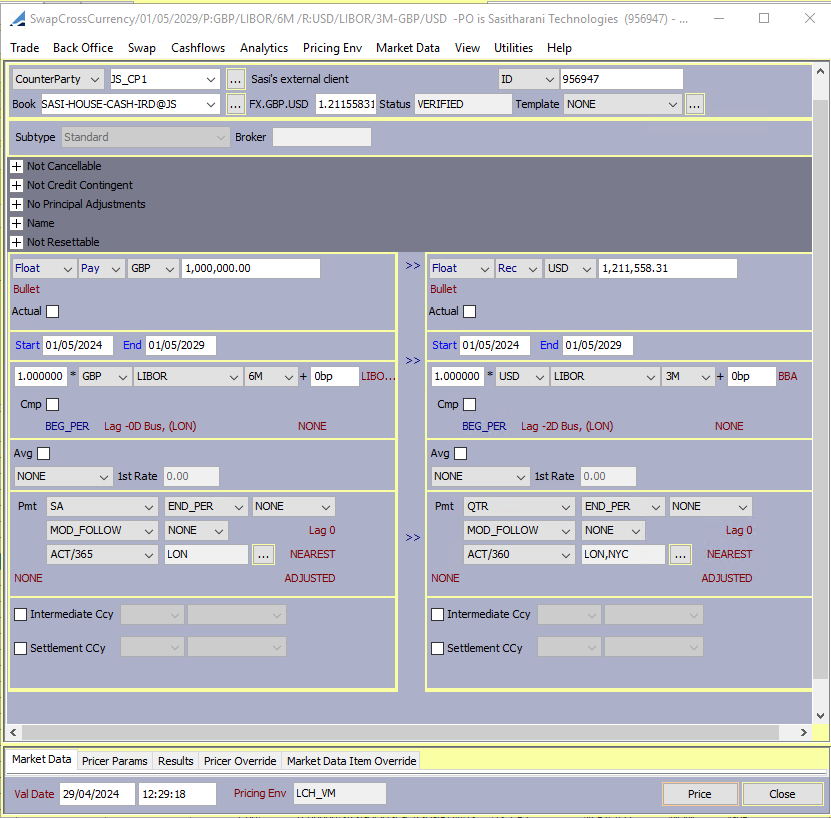 SwapCrossCurrency/01/05/2029/P:GBP/LIBOR/6M /R:USD/LIBOR/3M-GBP/USD -PO is Sasitharani Technologies (956947) - ...
Trade Back Office Swap Cashflows Analytics Pricing Env Market Data View Utilities Help
CounterParty JS_CP1 ... Sasi's external client ID 956947
Book SASI-HOUSE-CASH-IRD@JS ... FX.GBP.USD 1.21155831 Status VERIFIED Template NONE ...
Subtype Standard Broker
+ Not Cancellable
+ Not Credit Contingent
+ No Principal Adjustments
+ Name
+ Not Resettable
Float Pay GBP 1,000,000.00 >> Float Rec USD 1,211,558.31
Bullet Bullet
Actual Actual
Start 01/05/2024 End 01/05/2029 Start 01/05/2024 End 01/05/2029
>>
1.000000 * GBP LIBOR 6M + 0bp LIBO... 1.000000 * USD LIBOR 3M + 0bp BBA
Cmp Cmp
BEG_PER Lag -0D Bus, (LON) NONE BEG_PER Lag -2D Bus, (LON) NONE
Avg Avg
NONE 1st Rate 0.00 NONE 1st Rate 0.00
Pmt SA END_PER NONE Pmt QTR END_PER NONE
MOD_FOLLOW NONE Lag 0 >> MOD_FOLLOW NONE Lag 0
ACT/365 LON ... NEAREST ACT/360 LON,NYC ... NEAREST
NONE ADJUSTED NONE ADJUSTED
Intermediate Ccy Intermediate Ccy
Settlement CCy Settlement CCy
Market Data Pricer Params Results Pricer Override Market Data Item Override
Val Date 29/04/2024 12:29:18 Pricing Env LCH_VM Price Close